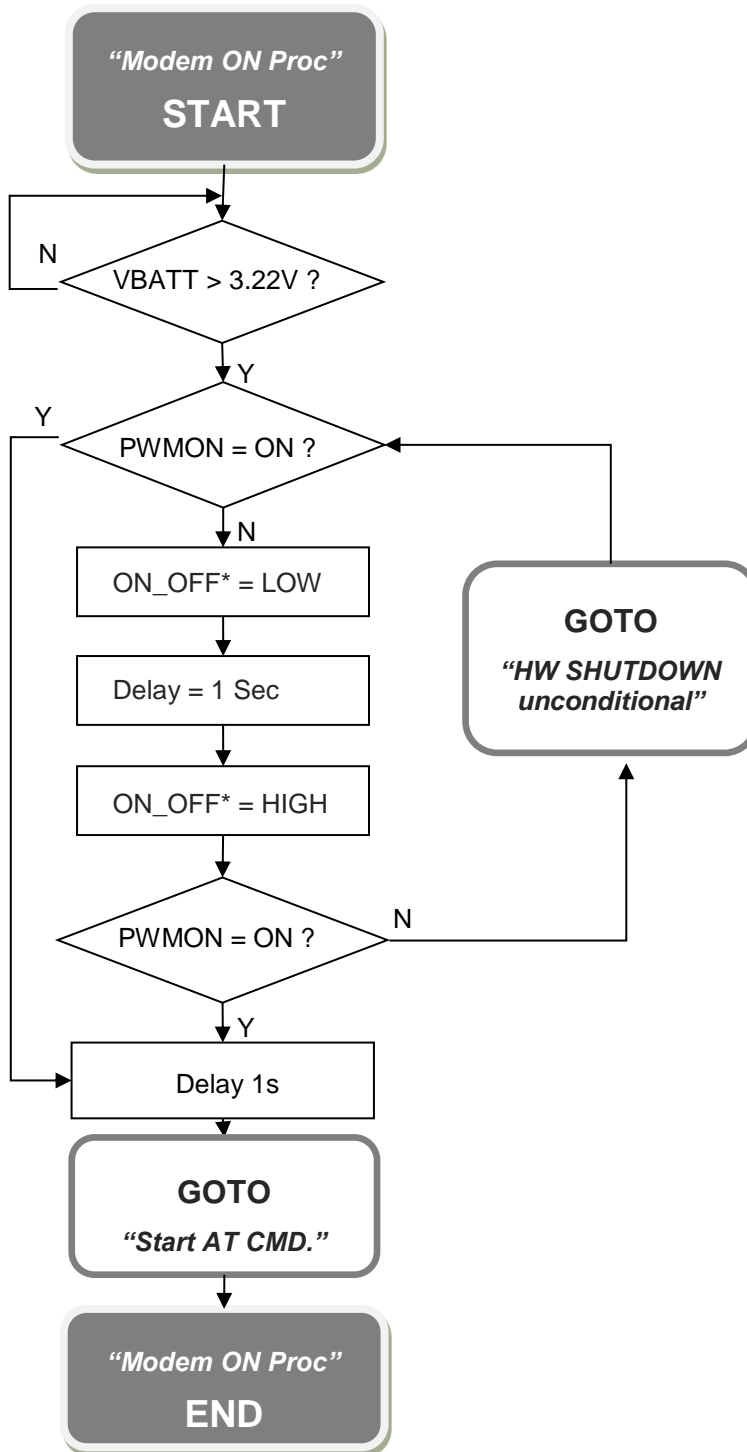 “Modem ON Proc”
START
N
VBATT > 3.22V ?
Y
Y
PWMON = ON ?
N
ON_OFF* = LOW
GOTO
“HW SHUTDOWN
unconditional”
Delay = 1 Sec
ON_OFF* = HIGH
PWMON = ON ?
N
Y
Delay 1s
GOTO
“Start AT CMD.”
“Modem ON Proc”
END